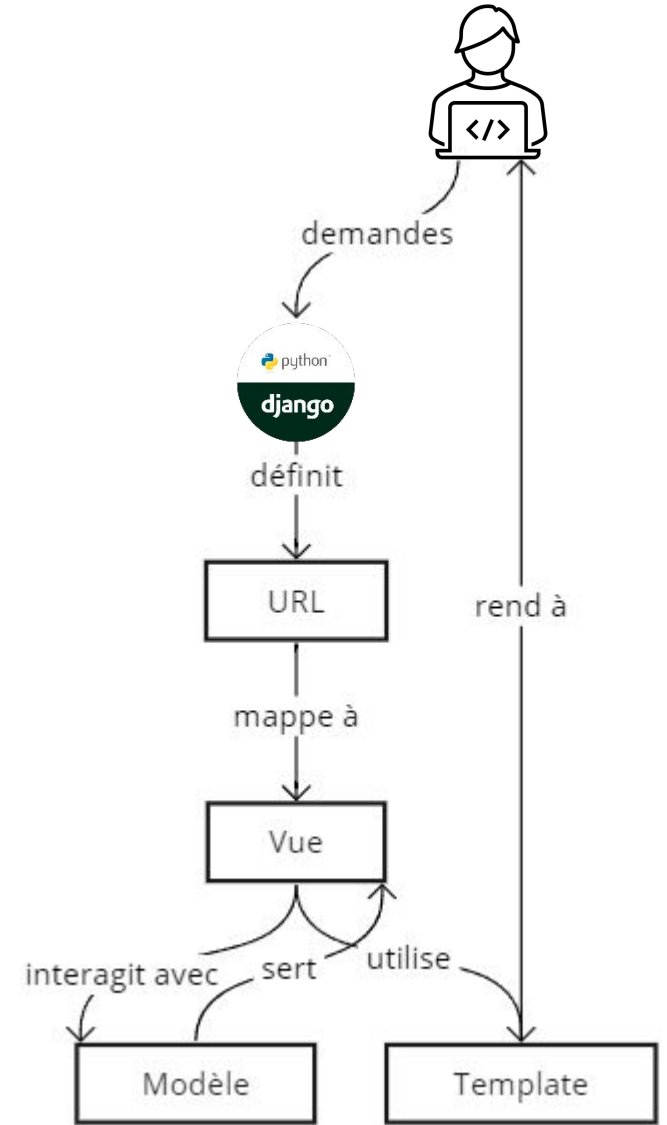 </>
demandes
python
django
définit
URL
rend à
mappe à
Vue
interagit avec
sert
utilise
Modèle
Template